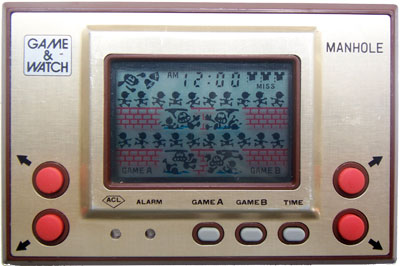 GAME
&
WATCH
MANHOLE
AM 12:00
MISS
GAME A GAME B
ACL ALARM GAME A GAME B TIME